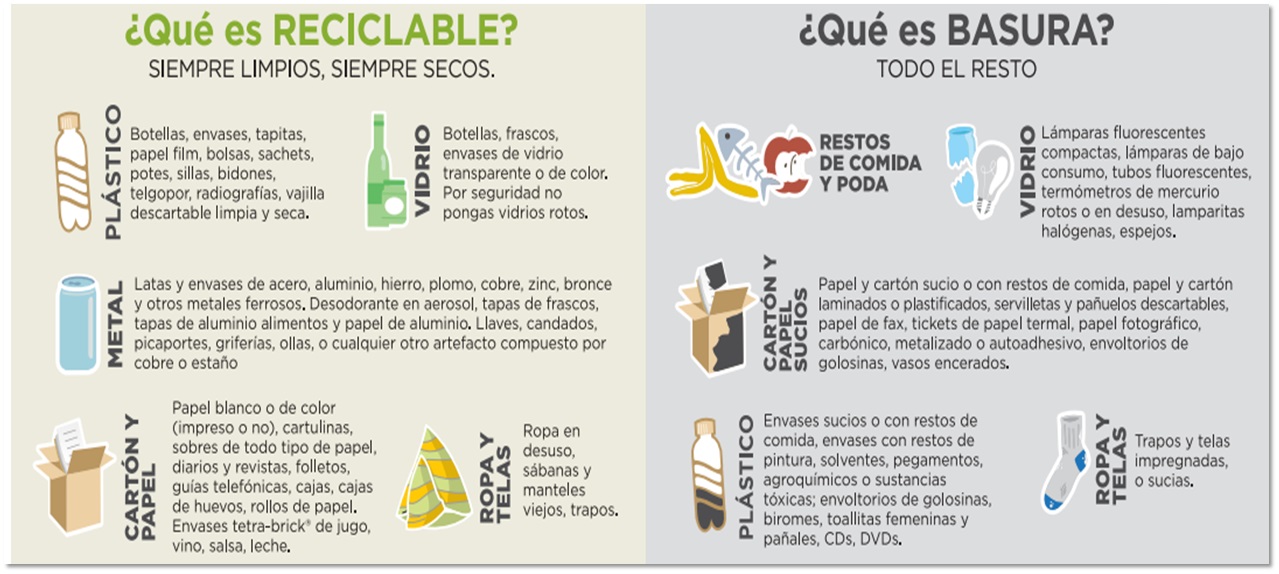 ¿Qué es RECICLABLE?
SIEMPRE LIMPIOS, SIEMPRE SECOS.
PLÁSTICO
Botellas, envases, tapitas,
papel film, bolsas, sachets,
potes, sillas, bidones,
telgopor, radiografías, vajilla
descartable limpia y seca.
VIDRIO
Botellas, frascos,
envases de vidrio
transparente o de color.
Por seguridad no
pongas vidrios rotos.
METAL
Latas y envases de acero, aluminio, hierro, plomo, cobre, zinc, bronce
y otros metales ferrosos. Desodorante en aerosol, tapas de frascos,
tapas de aluminio alimentos y papel de aluminio. Llaves, candados,
picaportes, griferías, ollas, o cualquier otro artefacto compuesto por
cobre o estaño
CARTÓN Y
PAPEL
Papel blanco o de color
(impreso o no), cartulinas,
sobres de todo tipo de papel,
diarios y revistas, folletos,
guías telefónicas, cajas, cajas
de huevos, rollos de papel.
Envases tetra-brick® de jugo,
vino, salsa, leche.
ROPA Y
TELAS
Ropa en
desuso,
sábanas y
manteles
viejos, trapos.
¿Qué es BASURA?
TODO EL RESTO
RESTOS
DE COMIDA
Y PODA
VIDRIO
Lámparas fluorescentes
compactas, lámparas de bajo
consumo, tubos fluorescentes,
termómetros de mercurio
rotos o en desuso, lamparitas
halógenas, espejos.
CARTÓN Y
PAPEL
SUCIOS
Papel y cartón sucio o con restos de comida, papel y cartón
laminados o plastificados, servilletas y pañuelos descartables,
papel de fax, tickets de papel termal, papel fotográfico,
carbónico, metalizado o autoadhesivo, envoltorios de
golosinas, vasos encerados.
PLÁSTICO
Envases sucios o con restos de
comida, envases con restos de
pintura, solventes, pegamentos,
agroquímicos o sustancias
tóxicas; envoltorios de golosinas,
biromes, toallitas femeninas y
pañales, CDs, DVDs.
ROPA Y
TELAS
Trapos y telas
impregnadas,
o sucias.